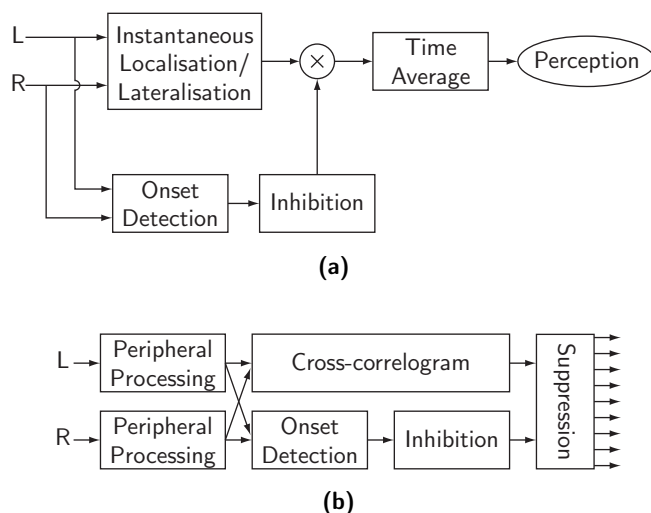 L
R
Instantaneous
Localisation/
Lateralisation
×
Time
Average
Perception
Onset
Detection
Inhibition
(a)
L
Peripheral
Processing
Cross-correlogram
Suppression
R
Peripheral
Processing
Onset
Detection
Inhibition
(b)